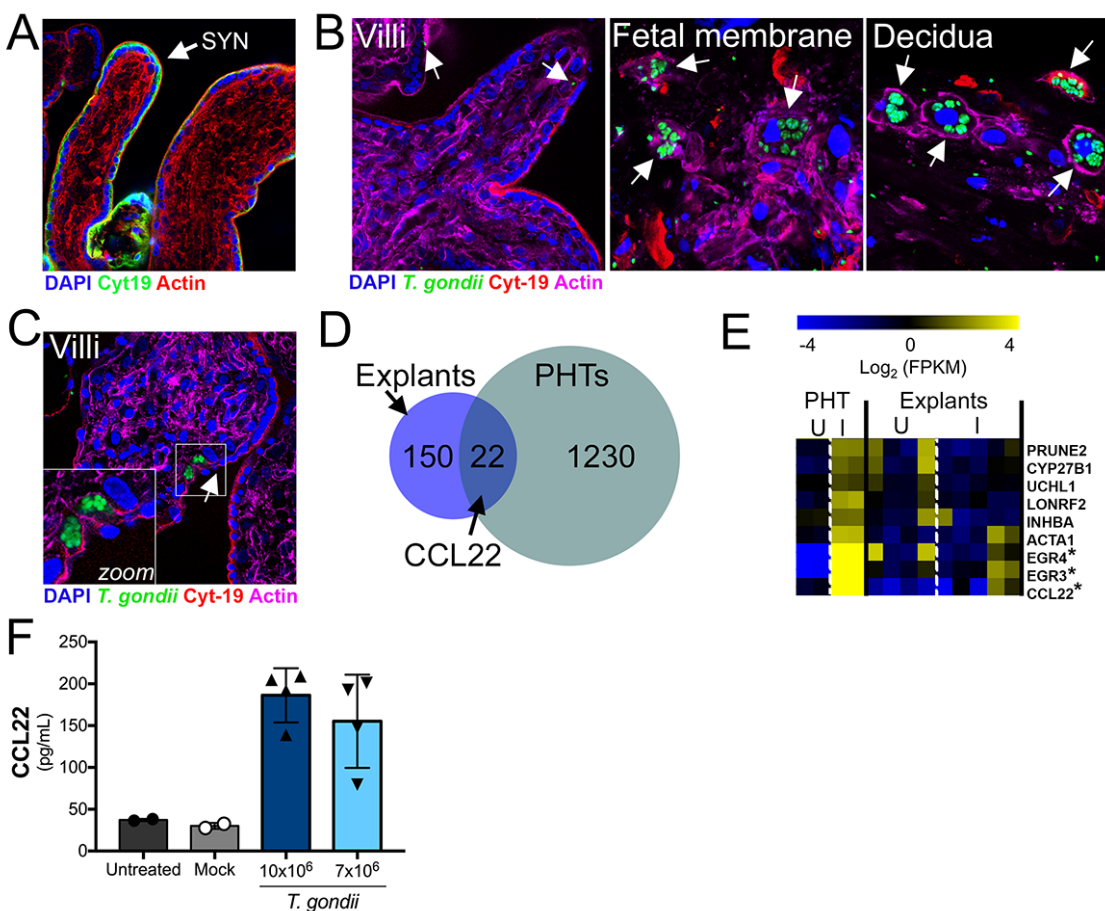 A
SYN
DAPI Cyt19 Actin
B
Villi
Fetal membrane
Decidua
DAPI T. gondii Cyt-19 Actin
C
Villi
zoom
DAPI T. gondii Cyt-19 Actin
D
Explants
PHTs
150
22
1230
CCL22
E
-4 0 4
Log2 (FPKM)
PHT Explants
U I U I
PRUNE2
CYP27B1
UCHL1
LONRF2
INHBA
ACTA1
EGR4*
EGR3*
CCL22*
F
CCL22
(pg/mL)
250
200
150
100
50
0
Untreated Mock 10x10⁶ 7x10⁶
T. gondii